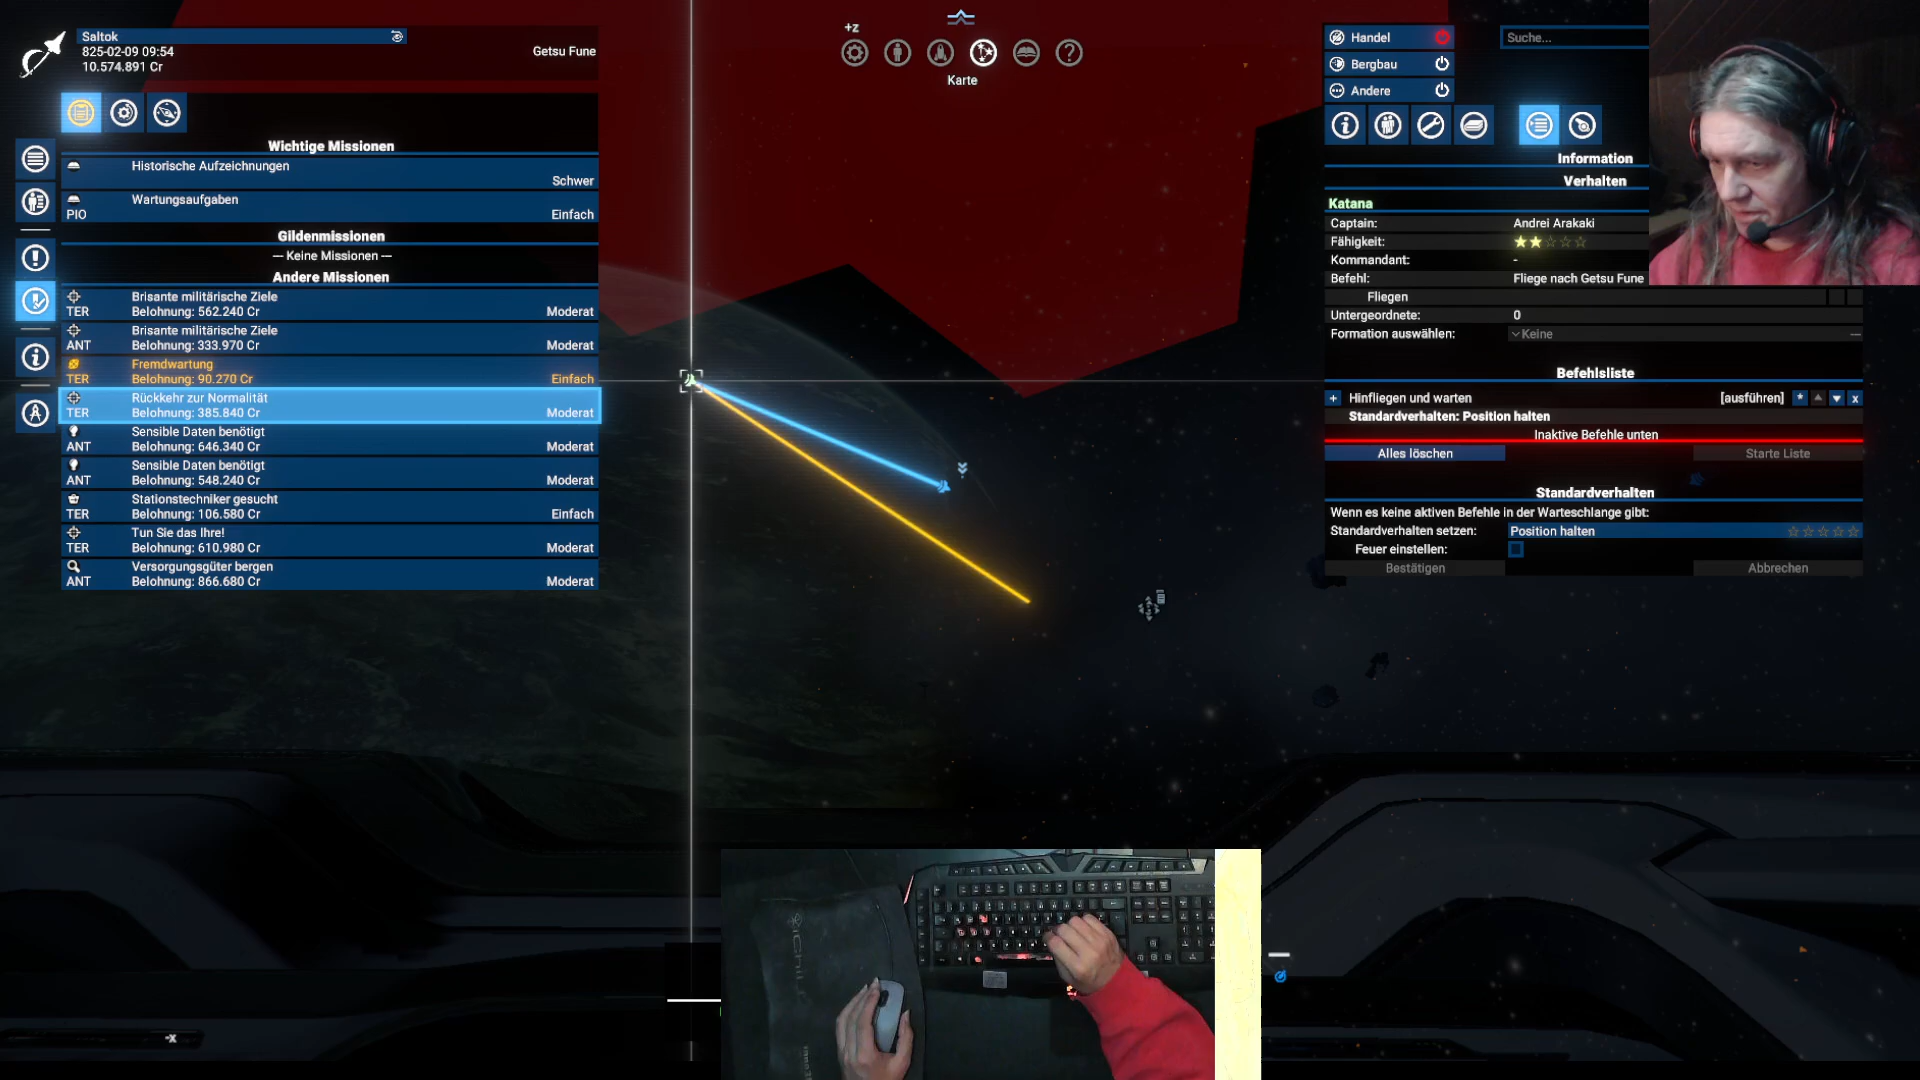 Saltok
825-02-09 09:54
10.574.891 Cr
Getsu Fune
+z
Karte
Wichtige Missionen
Historische Aufzeichnungen
Schwer
Wartungsaufgaben
PIO
Einfach
Gildenmissionen
--- Keine Missionen ---
Andere Missionen
Brisante militärische Ziele
TER Belohnung: 562.240 Cr Moderat
Brisante militärische Ziele
ANT Belohnung: 333.970 Cr Moderat
Fremdwartung
TER Belohnung: 90.270 Cr Einfach
Rückkehr zur Normalität
TER Belohnung: 385.840 Cr Moderat
Sensible Daten benötigt
ANT Belohnung: 646.340 Cr Moderat
Sensible Daten benötigt
ANT Belohnung: 548.240 Cr Moderat
Stationstechniker gesucht
TER Belohnung: 106.580 Cr Einfach
Tun Sie das Ihre!
TER Belohnung: 610.980 Cr Moderat
Versorgungsgüter bergen
ANT Belohnung: 866.680 Cr Moderat
Handel
Suche...
Bergbau
Andere
Information
Verhalten
Katana
Captain: Andrei Arakaki
Fähigkeit:
Kommandant: -
Befehl: Fliege nach Getsu Fune
Fliegen
Untergeordnete: 0
Formation auswählen: Keine
Befehlsliste
+ Hinfliegen und warten [ausführen] * x
Standardverhalten: Position halten
Inaktive Befehle unten
Alles löschen Starte Liste
Standardverhalten
Wenn es keine aktiven Befehle in der Warteschlange gibt:
Standardverhalten setzen: Position halten
Feuer einstellen:
Bestätigen Abbrechen
-x
iCHiLL